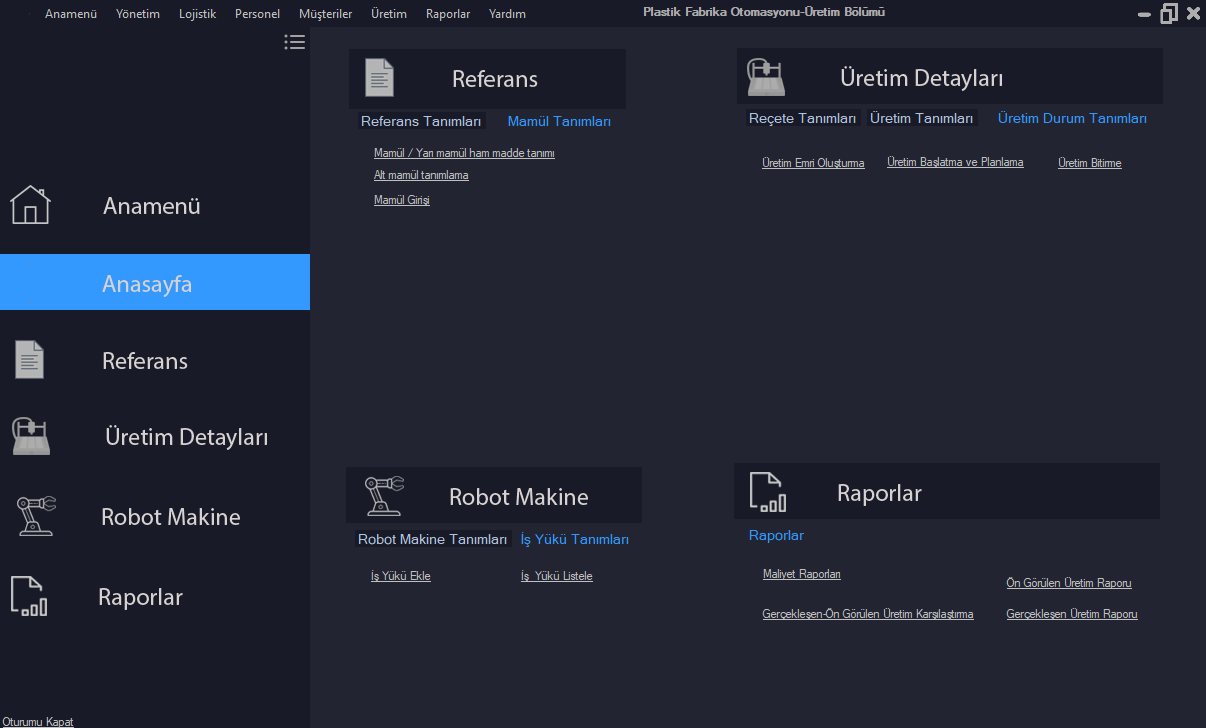 Anamenü Yönetim Lojistik Personel Müşteriler Üretim Raporlar Yardım
Plastik Fabrika Otomasyonu-Üretim Bölümü
Anamenü
Anasayfa
Referans
Üretim Detayları
Robot Makine
Raporlar
Oturumu Kapat
Referans
Referans Tanımları Mamül Tanımları
Mamül / Yarı mamül ham madde tanımı
Alt mamül tanımlama
Mamül Girişi
Üretim Detayları
Reçete Tanımları Üretim Tanımları Üretim Durum Tanımları
Üretim Emri Oluşturma Üretim Başlatma ve Planlama Üretim Bitirme
Robot Makine
Robot Makine Tanımları İş Yükü Tanımları
İş Yükü Ekle İş Yükü Listele
Raporlar
Raporlar
Maliyet Raporları
Ön Görülen Üretim Raporu
Gerçekleşen-Ön Görülen Üretim Karşılaştırma Gerçekleşen Üretim Raporu